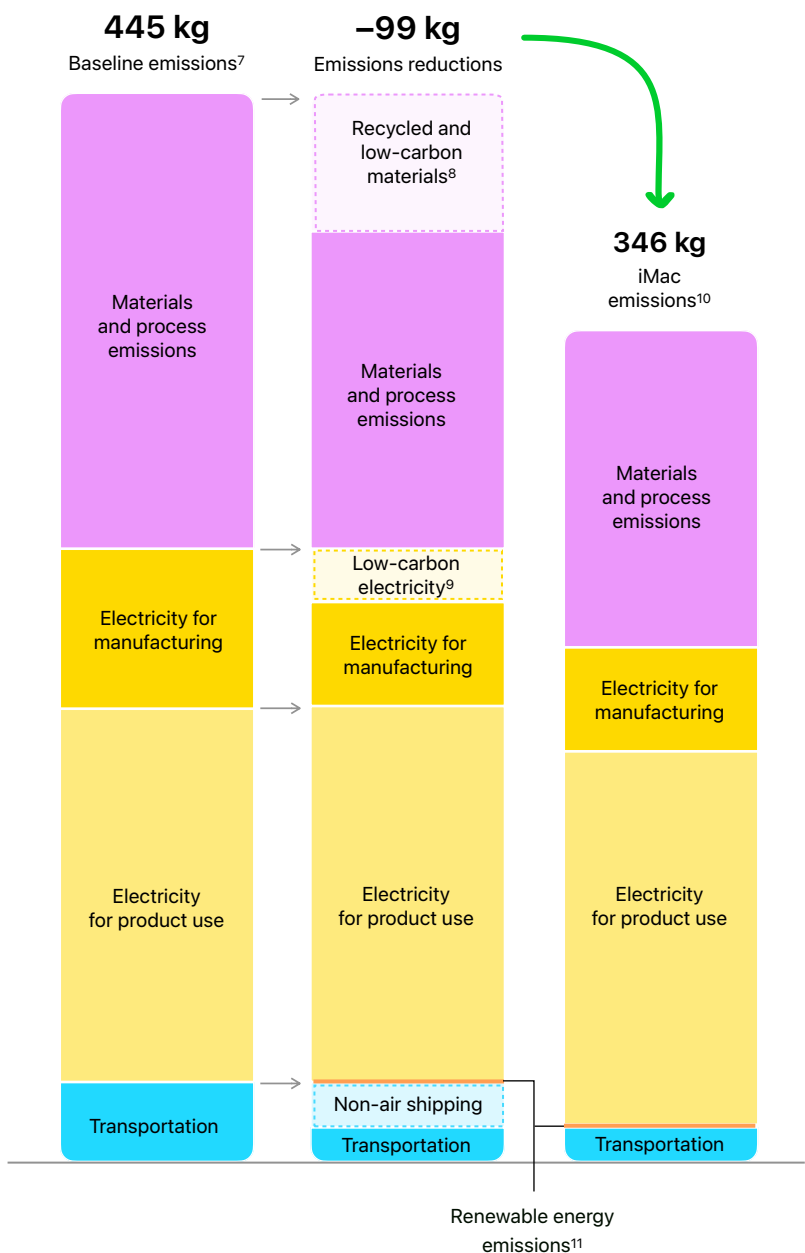 445 kg
Baseline emissions⁷
Materials
and process
emissions
Electricity for
manufacturing
Electricity
for product use
Transportation
–99 kg
Emissions reductions
Recycled and
low-carbon
materials⁸
Materials
and process
emissions
Low-carbon
electricity⁹
Electricity for
manufacturing
Electricity
for product use
Non-air shipping
Transportation
346 kg
iMac
emissions¹⁰
Materials
and process
emissions
Electricity for
manufacturing
Electricity
for product use
Transportation
Renewable energy
emissions¹¹